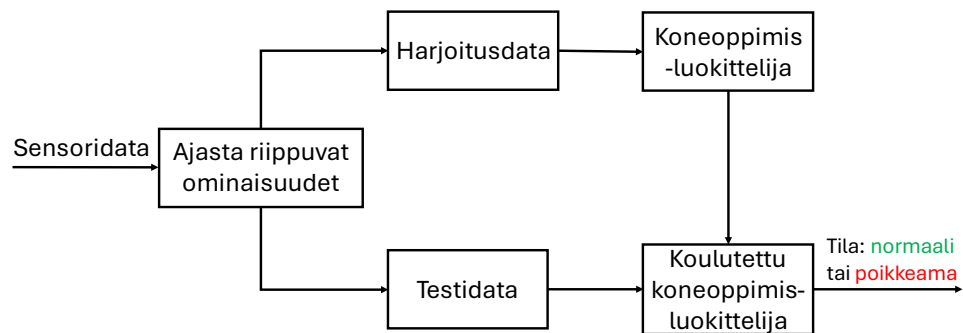 Sensoridata
Ajasta riippuvat
ominaisuudet
Harjoitusdata
Koneoppimis
-luokittelija
Testidata
Koulutettu
koneoppimis-
luokittelija
Tila: normaali
tai poikkeama